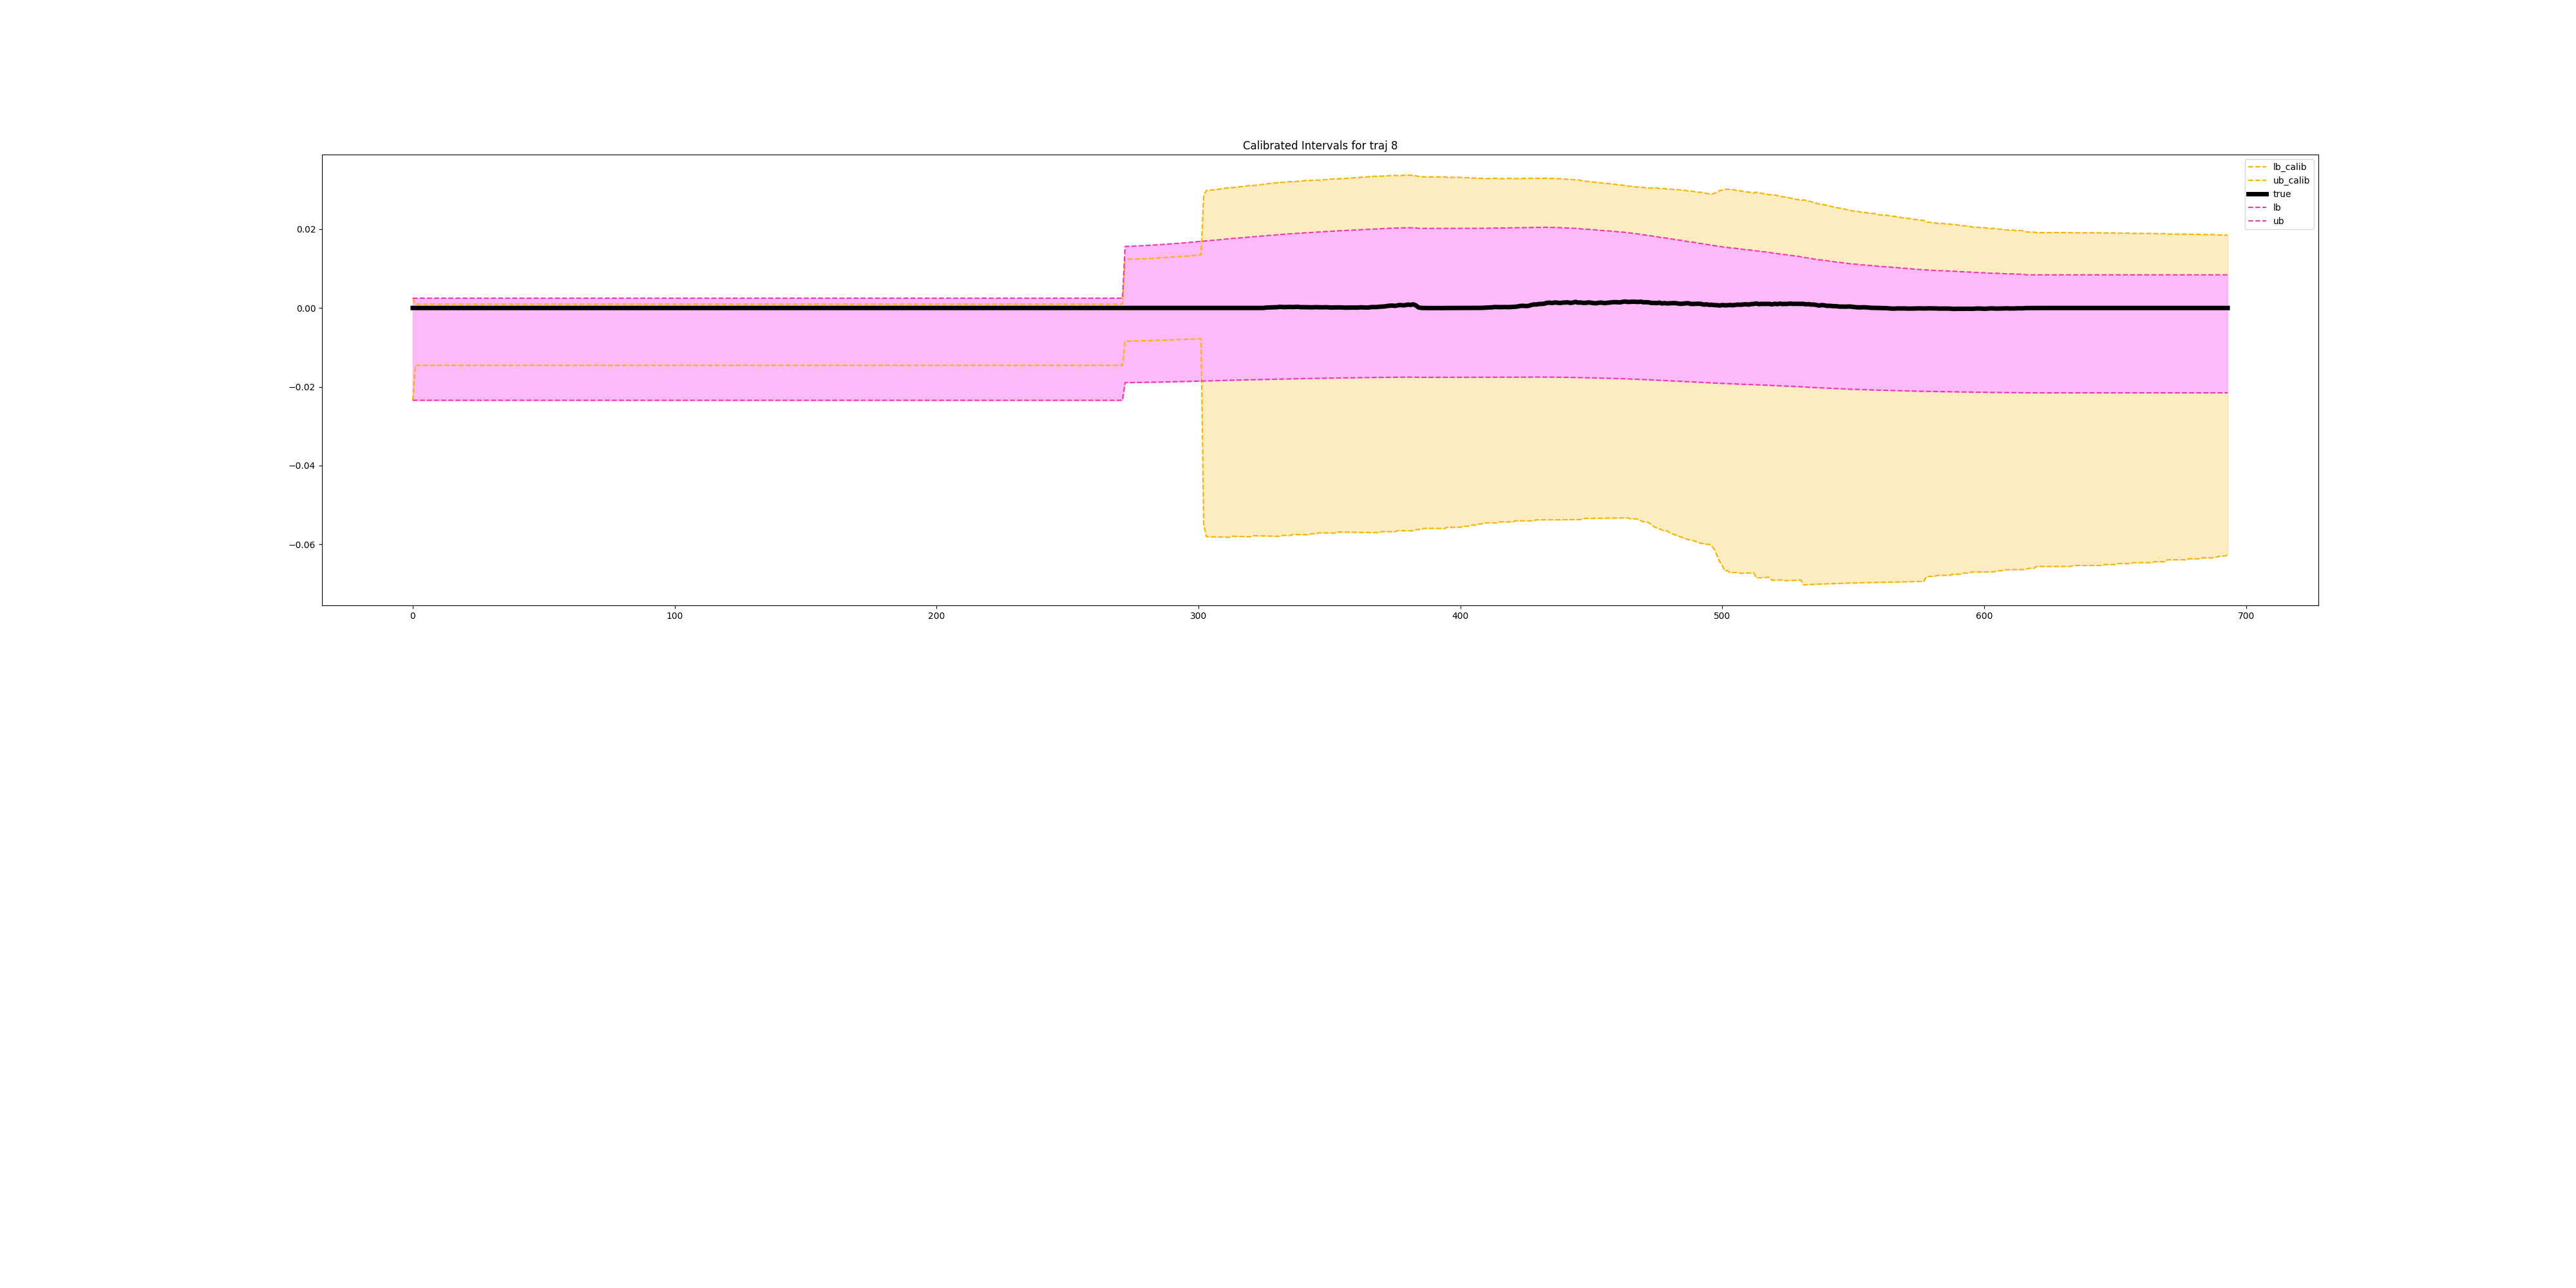 Calibrated Intervals for traj 8
lb_calib
ub_calib
true
lb
ub
0.02
0.00
−0.02
−0.04
−0.06
0 100 200 300 400 500 600 700